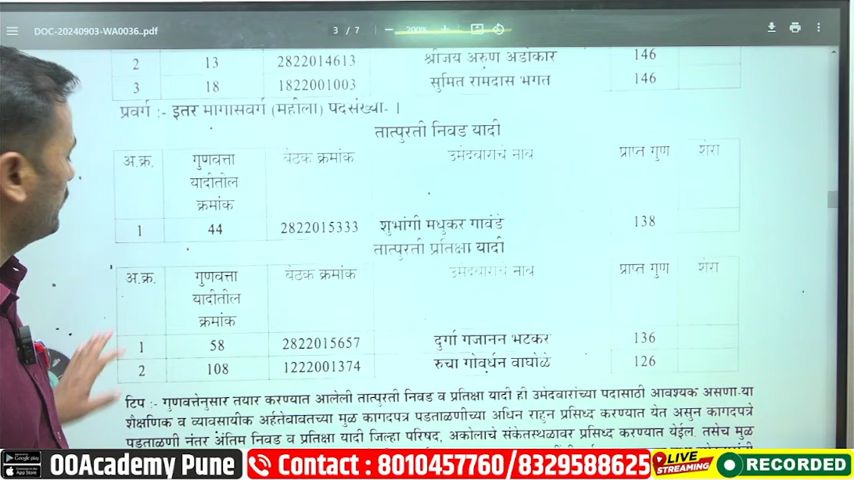 DOC-20240903-WA0036.pdf 3 / 7 200%
2 13 2822014613 श्रीजय अरुण अडोकार 146
3 18 1822001003 सुमित रामदास भगत 146
प्रवर्ग :- इतर मागासवर्ग (महीला) पदसंख्या- 1
तात्पुरती निवड यादी
अ.क्र. गुणवत्ता बैठक क्रमांक उमेदवाराचे नाव प्राप्त गुण शेरा
यादीतील
क्रमांक
1 44 2822015333 शुभांगी मधुकर गावंडे 138
तात्पुरती प्रतिक्षा यादी
अ.क्र. गुणवत्ता बैठक क्रमांक उमेदवाराचे नाव प्राप्त गुण शेरा
यादीतील
क्रमांक
1 58 2822015657 दुर्गा गजानन भटकर 136
2 108 1222001374 रुचा गोवर्धन वाघोळे 126
टिप :- गुणवत्तेनुसार तयार करण्यात आलेली तात्पुरती निवड व प्रतिक्षा यादी ही उमेदवारांच्या पदासाठी आवश्यक असणा-या
शैक्षणिक व व्यावसायीक अर्हतेबाबतच्या मुळ कागदपत्र पडताळणीच्या अधिन राहुन प्रसिध्द करण्यात येत असुन कागदपत्रे
पडताळणी नंतर अंतिम निवड व प्रतिक्षा यादी जिल्हा परिषद, अकोलाचे संकेतस्थळावर प्रसिध्द करण्यात येईल. तसेच मुळ
Google Play
App Store
00Academy Pune Contact : 8010457760/8329588625 LIVE STREAMING RECORDED